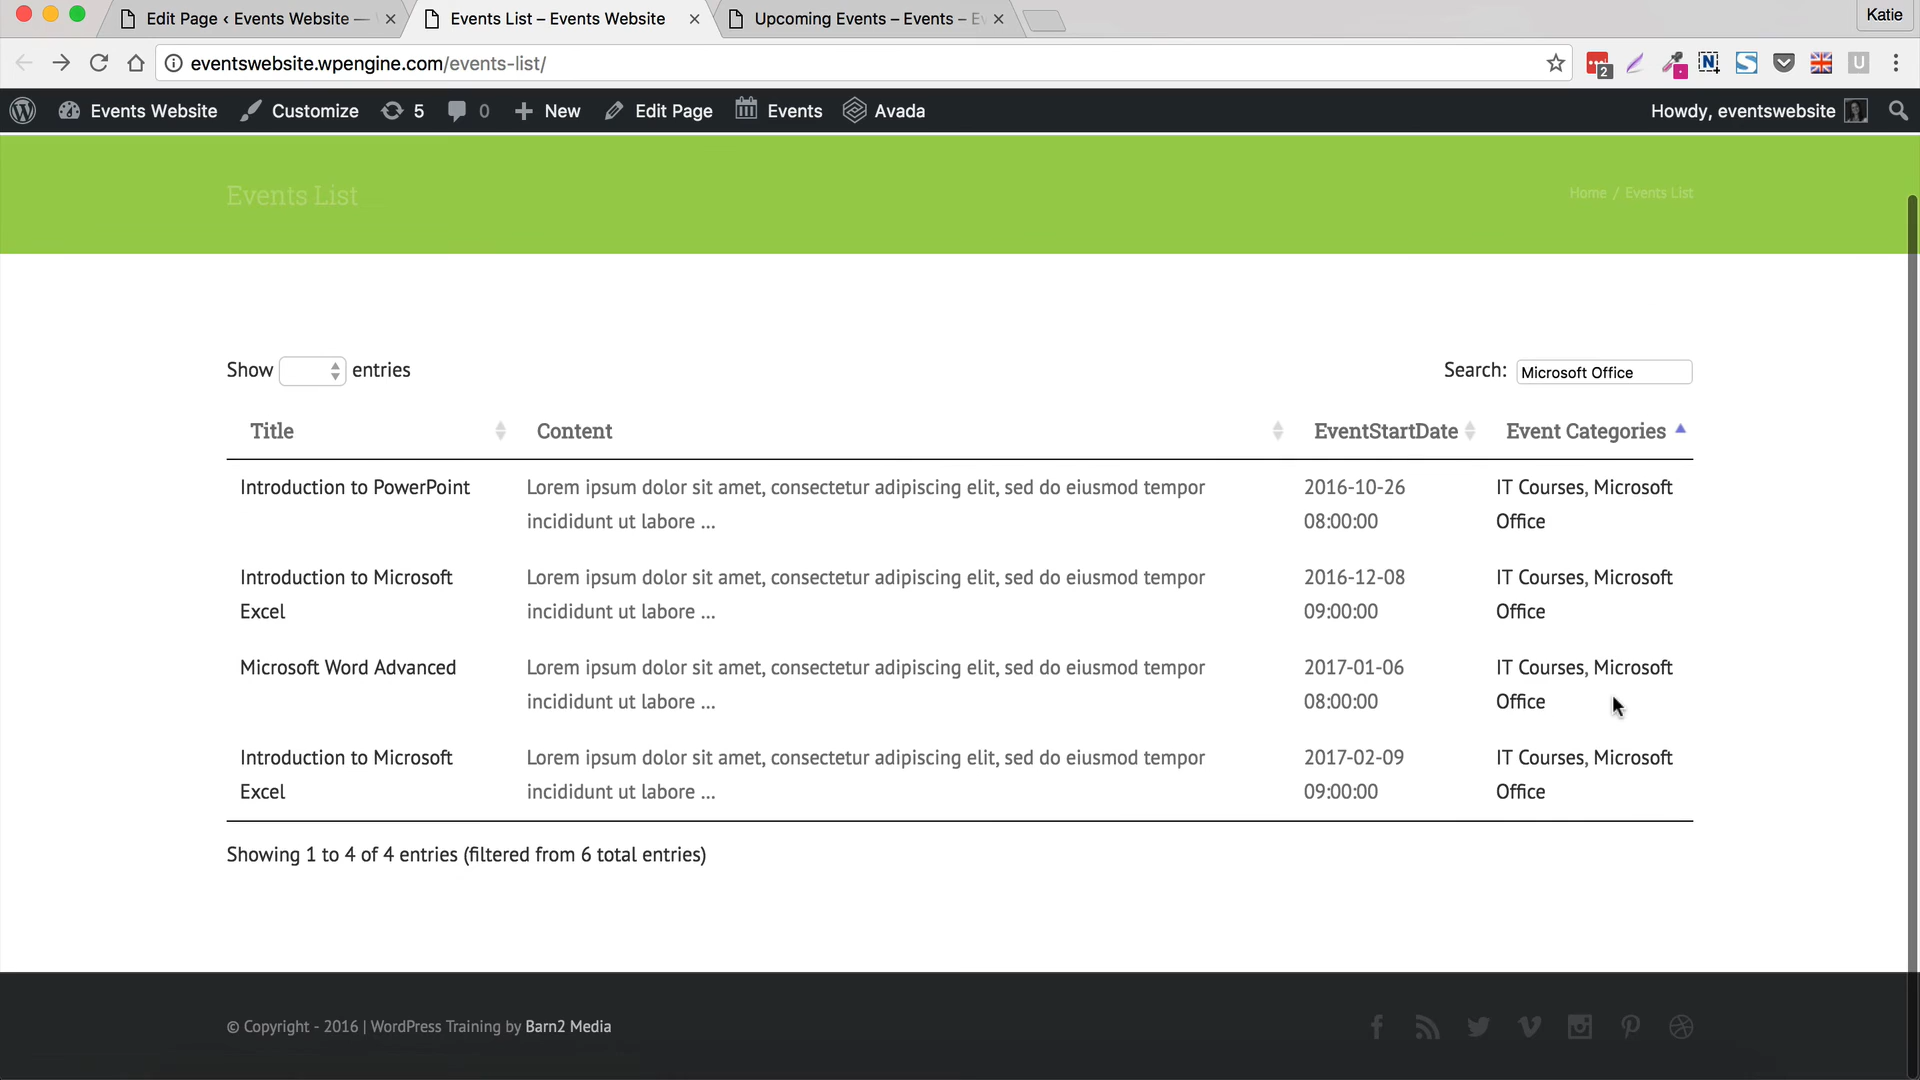 Edit Page ‹ Events Website —
Events List – Events Website
Upcoming Events – Events – Ev
Katie
eventswebsite.wpengine.com/events-list/
2
N
S
U
Events Website
Customize
5
0
New
Edit Page
Events
Avada
Howdy, eventswebsite
Events List
Home / Events List
Show entries
Search: Microsoft Office
Title Content EventStartDate Event Categories
Introduction to PowerPoint Lorem ipsum dolor sit amet, consectetur adipiscing elit, sed do eiusmod tempor 2016-10-26 IT Courses, Microsoft
incididunt ut labore ... 08:00:00 Office
Introduction to Microsoft Lorem ipsum dolor sit amet, consectetur adipiscing elit, sed do eiusmod tempor 2016-12-08 IT Courses, Microsoft
Excel incididunt ut labore ... 09:00:00 Office
Microsoft Word Advanced Lorem ipsum dolor sit amet, consectetur adipiscing elit, sed do eiusmod tempor 2017-01-06 IT Courses, Microsoft
incididunt ut labore ... 08:00:00 Office
Introduction to Microsoft Lorem ipsum dolor sit amet, consectetur adipiscing elit, sed do eiusmod tempor 2017-02-09 IT Courses, Microsoft
Excel incididunt ut labore ... 09:00:00 Office
Showing 1 to 4 of 4 entries (filtered from 6 total entries)
© Copyright - 2016 | WordPress Training by Barn2 Media